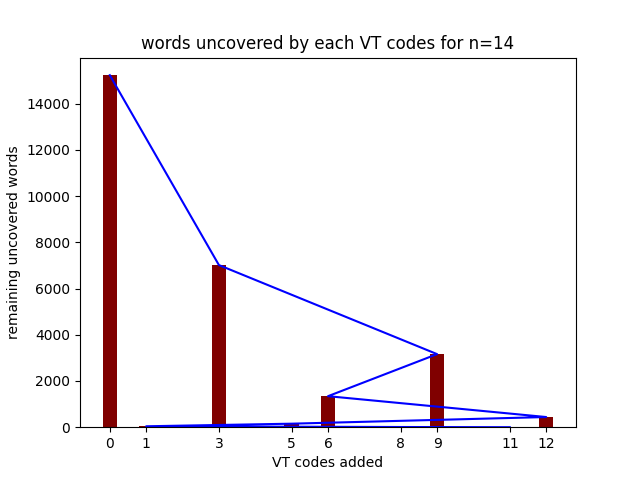 words uncovered by each VT codes for n=14
remaining uncovered words
14000
12000
10000
8000
6000
4000
2000
0
0 1 3 5 6 8 9 11 12
VT codes added